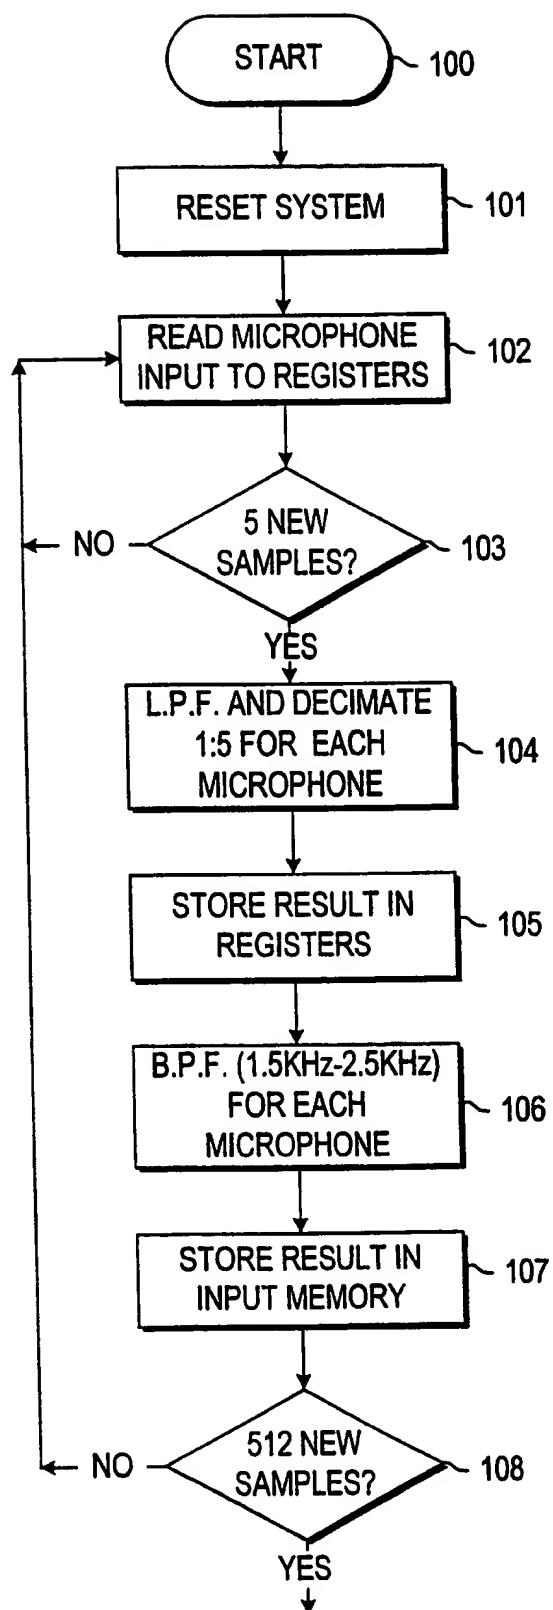 START
100
RESET SYSTEM
101
READ MICROPHONE
INPUT TO REGISTERS
102
5 NEW
SAMPLES?
103
NO
YES
L.P.F. AND DECIMATE
1:5 FOR EACH
MICROPHONE
104
STORE RESULT IN
REGISTERS
105
B.P.F. (1.5KHz-2.5KHz)
FOR EACH
MICROPHONE
106
STORE RESULT IN
INPUT MEMORY
107
512 NEW
SAMPLES?
108
NO
YES